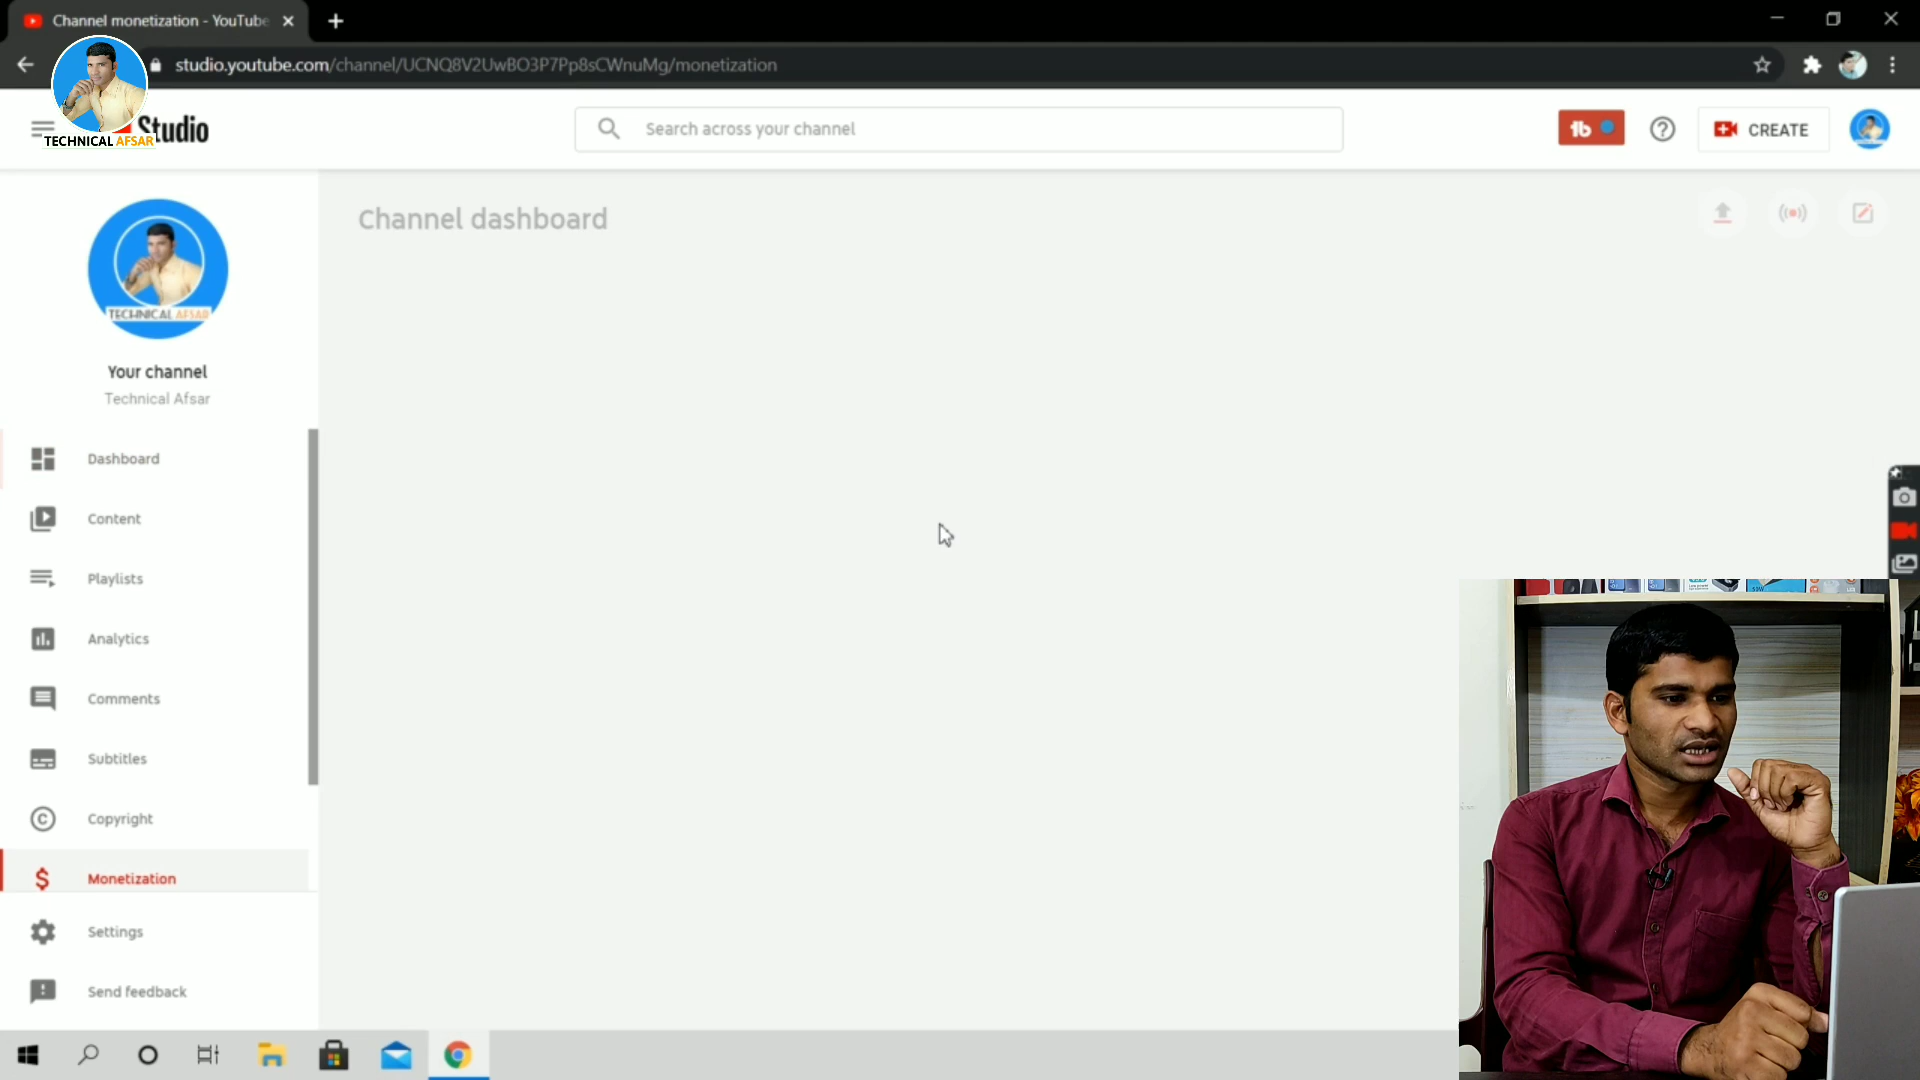 Channel monetization - YouTube
studio.youtube.com/channel/UCNQ8V2UwBO3P7Pp8sCWnuMg/monetization
TECHNICAL AFSAR
Studio
Search across your channel
CREATE
Channel dashboard
TECHNICAL AFSAR
Your channel
Technical Afsar
Dashboard
Content
Playlists
Analytics
Comments
Subtitles
Copyright
Monetization
Settings
Send feedback